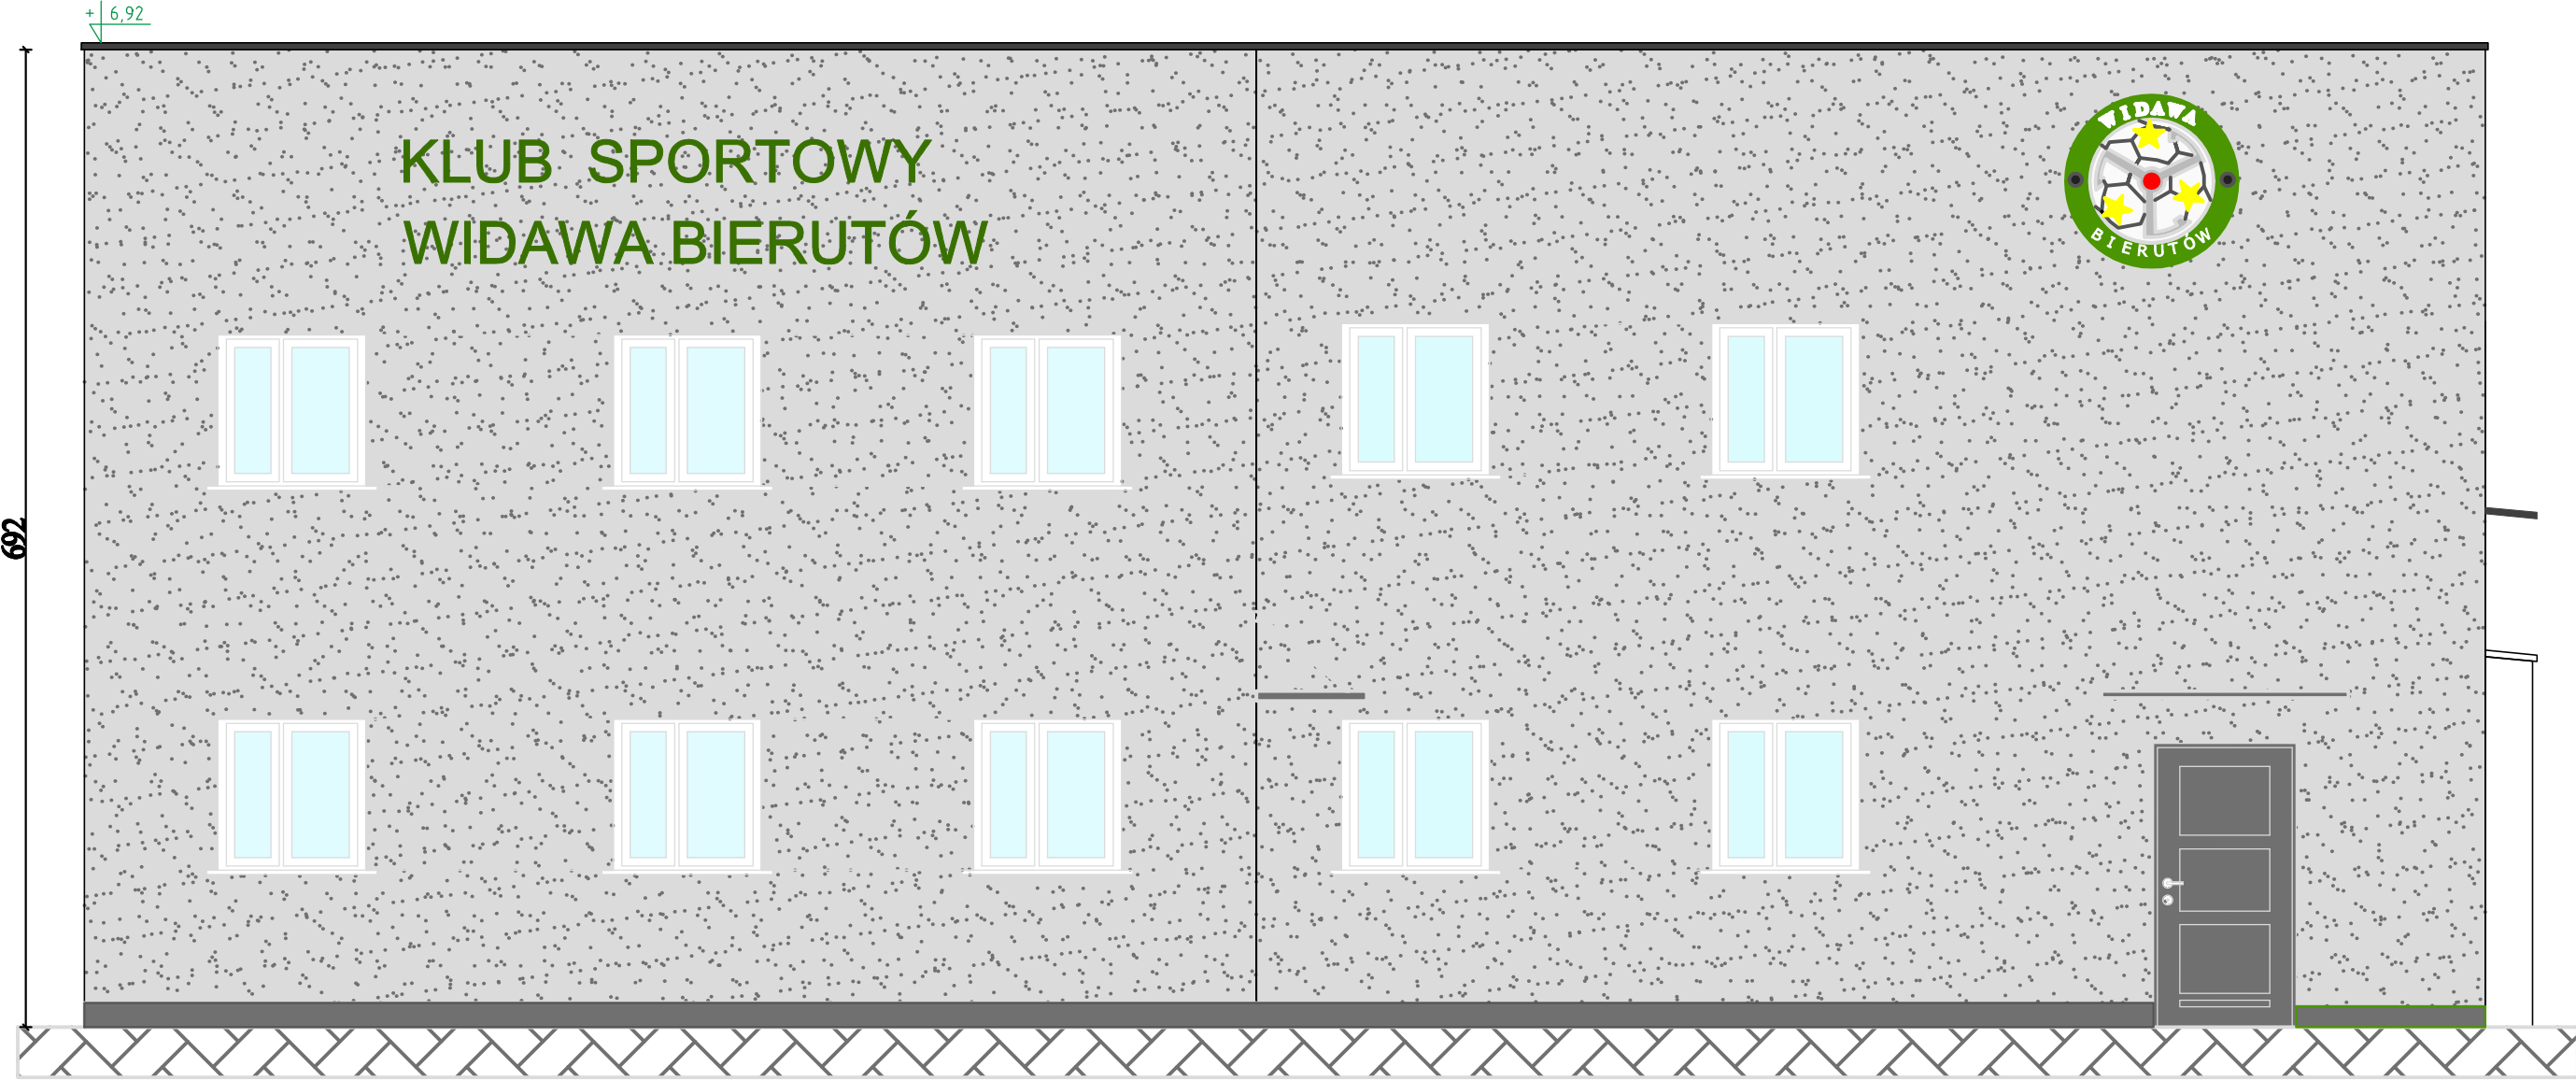 + 6,92
KLUB SPORTOWY
WIDAWA BIERUTÓW
WIDAWA
BIERUTÓW
692